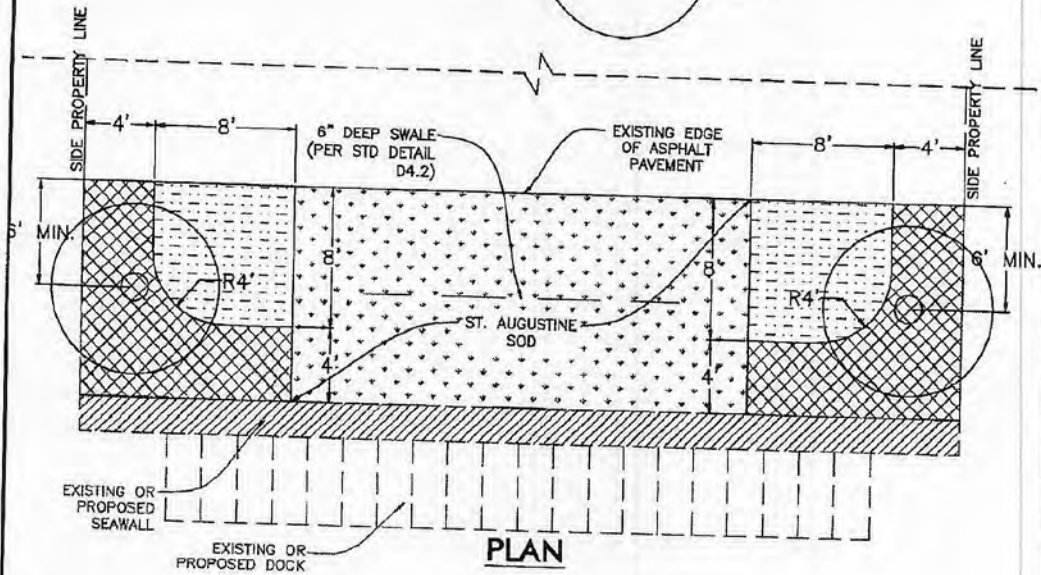 SIDE PROPERTY LINE
SIDE PROPERTY LINE
4'
8'
6" DEEP SWALE
(PER STD DETAIL
D4.2)
EXISTING EDGE
OF ASPHALT
PAVEMENT
8'
4'
MIN.
6' MIN.
8'
8'
R4'
R4'
ST. AUGUSTINE
SOD
4'
4'
EXISTING OR
PROPOSED
SEAWALL
EXISTING OR
PROPOSED DOCK
PLAN